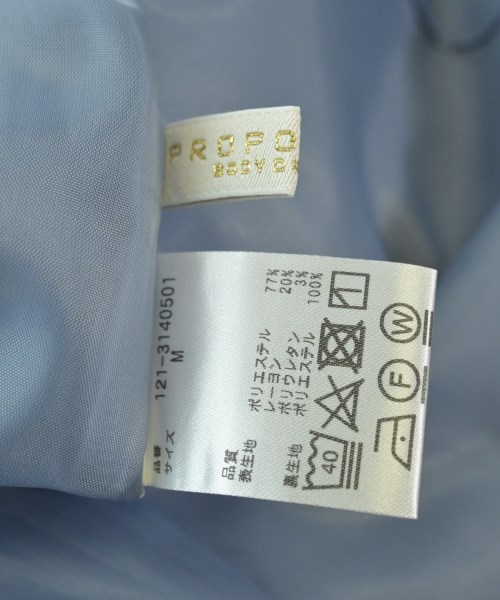 PROPO
BODY D
品番 121-3140501
サイズ M
品質
表生地 ポリエステル 77%
レーヨン 20%
ポリウレタン 3%
裏生地 ポリエステル 100%
40
W
F